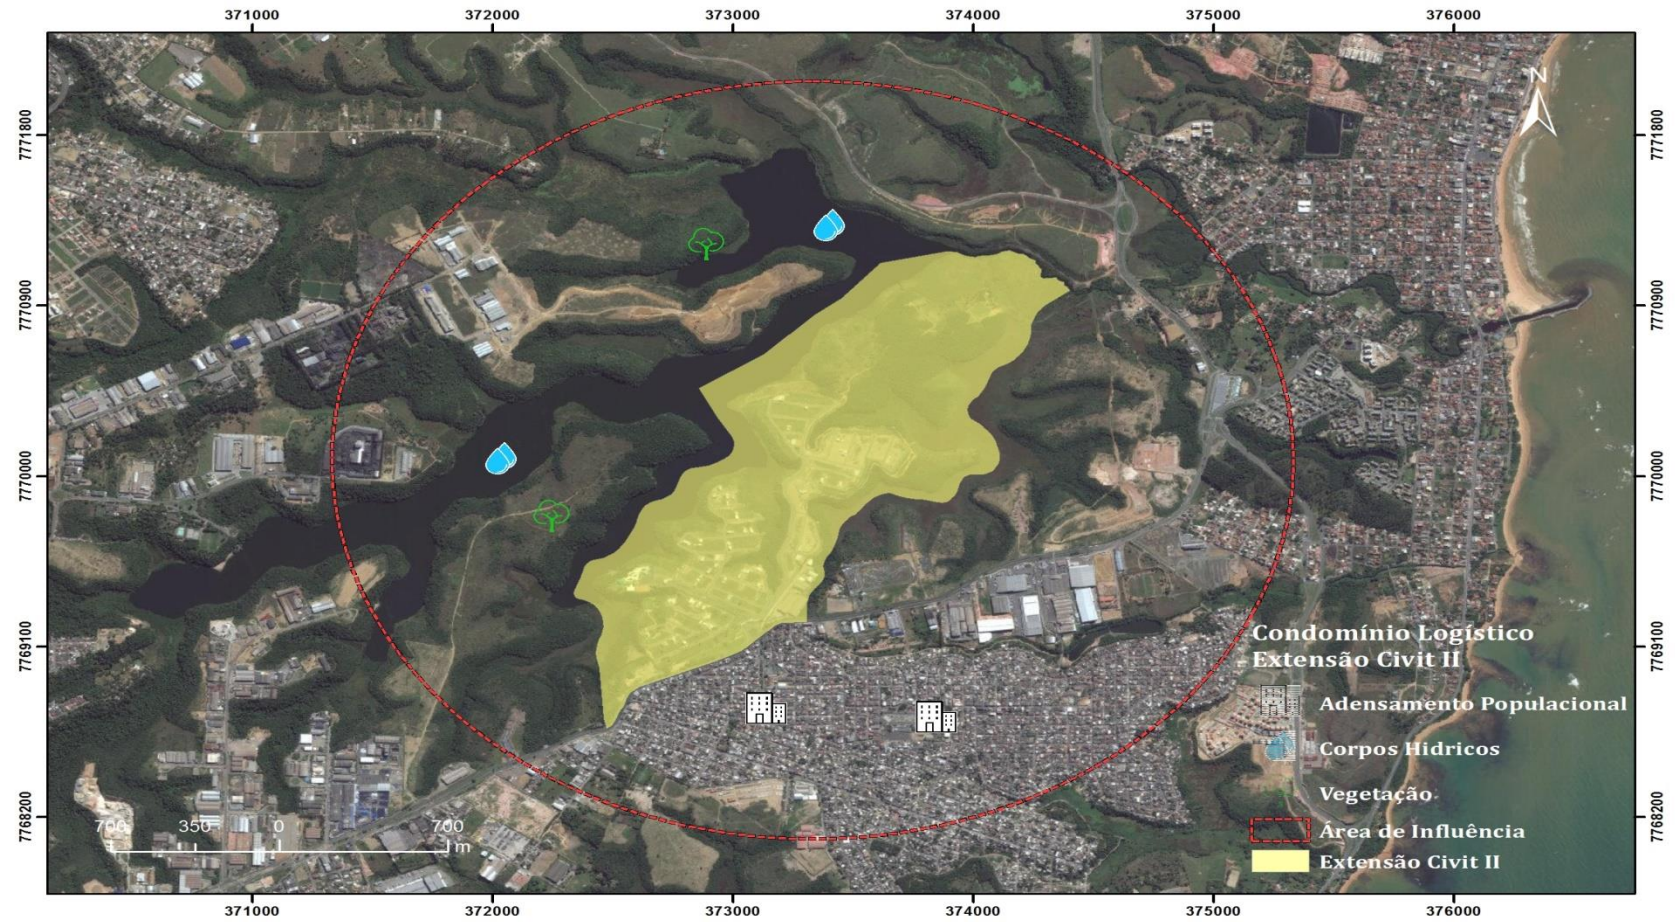 371000 372000 373000 374000 375000 376000
N
7771800 7771800
7770900 7770900
7770000 7770000
7769100 7769100
Condomínio Logístico
Extensão Civit II
Adensamento Populacional
Corpos Hidricos
Vegetação
7768200 7768200
700 350 0 700
m
Área de Influência
Extensão Civit II
371000 372000 373000 374000 375000 376000